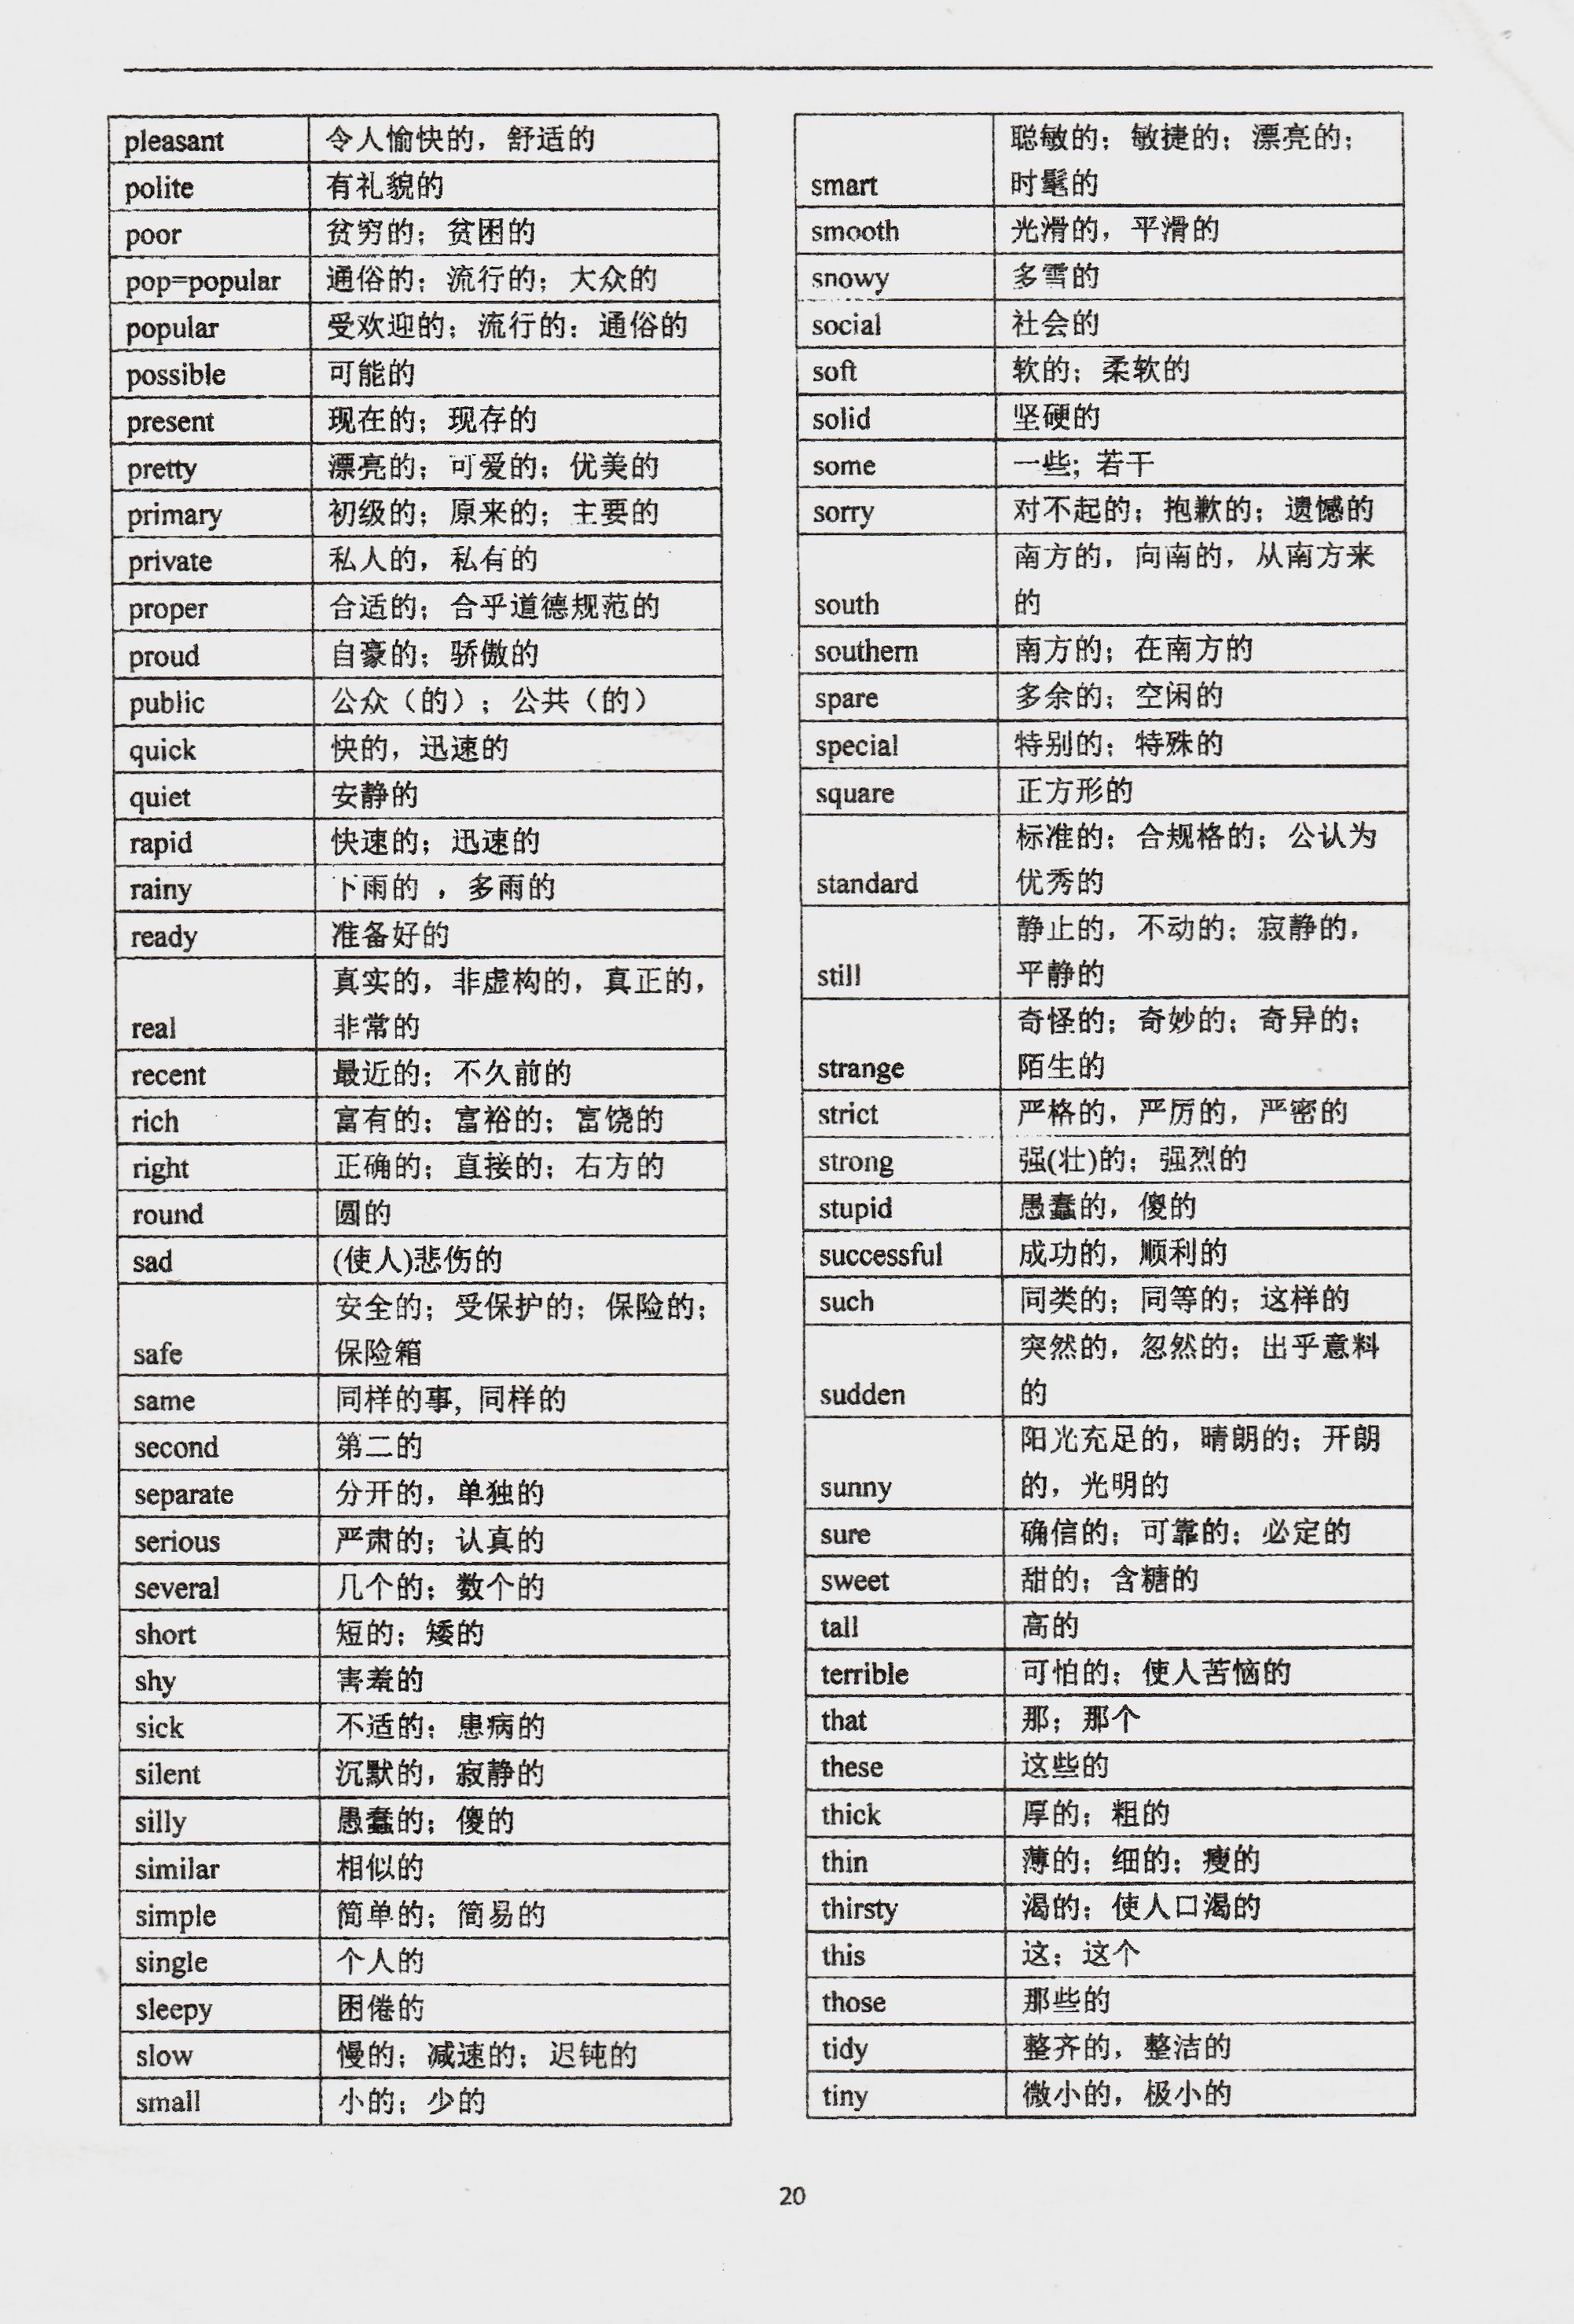 pleasant 令人愉快的，舒适的
polite 有礼貌的
poor 贫穷的；贫困的
pop=popular 通俗的；流行的；大众的
popular 受欢迎的；流行的：通俗的
possible 可能的
present 现在的；现存的
pretty 漂亮的；可爱的；优美的
primary 初级的；原来的；主要的
private 私人的，私有的
proper 合适的；合乎道德规范的
proud 自豪的；骄傲的
public 公众（的）；公共（的）
quick 快的，迅速的
quiet 安静的
rapid 快速的；迅速的
rainy 下雨的 ，多雨的
ready 准备好的
真实的，非虚构的，真正的，
real 非常的
recent 最近的；不久前的
rich 富有的；富裕的；富饶的
right 正确的；直接的；右方的
round 圆的
sad (使人)悲伤的
安全的；受保护的；保险的；
safe 保险箱
same 同样的事, 同样的
second 第二的
separate 分开的，单独的
serious 严肃的；认真的
several 几个的；数个的
short 短的；矮的
shy 害羞的
sick 不适的；患病的
silent 沉默的，寂静的
silly 愚蠢的；傻的
similar 相似的
simple 简单的；简易的
single 个人的
sleepy 困倦的
slow 慢的；减速的；迟钝的
small 小的；少的
聪敏的；敏捷的；漂亮的；
smart 时髦的
smooth 光滑的，平滑的
snowy 多雪的
social 社会的
soft 软的；柔软的
solid 坚硬的
some 一些; 若干
sorry 对不起的；抱歉的；遗憾的
南方的，向南的，从南方来
south 的
southern 南方的；在南方的
spare 多余的；空闲的
special 特别的；特殊的
square 正方形的
标准的；合规格的；公认为
standard 优秀的
静止的，不动的；寂静的，
still 平静的
奇怪的；奇妙的；奇异的；
strange 陌生的
strict 严格的，严厉的，严密的
strong 强(壮)的；强烈的
stupid 愚蠢的，傻的
successful 成功的，顺利的
such 同类的；同等的；这样的
突然的，忽然的；出乎意料
sudden 的
阳光充足的，晴朗的；开朗
sunny 的，光明的
sure 确信的；可靠的；必定的
sweet 甜的；含糖的
tall 高的
terrible 可怕的；使人苦恼的
that 那；那个
these 这些的
thick 厚的；粗的
thin 薄的；细的；瘦的
thirsty 渴的；使人口渴的
this 这；这个
those 那些的
tidy 整齐的，整洁的
tiny 微小的，极小的
20